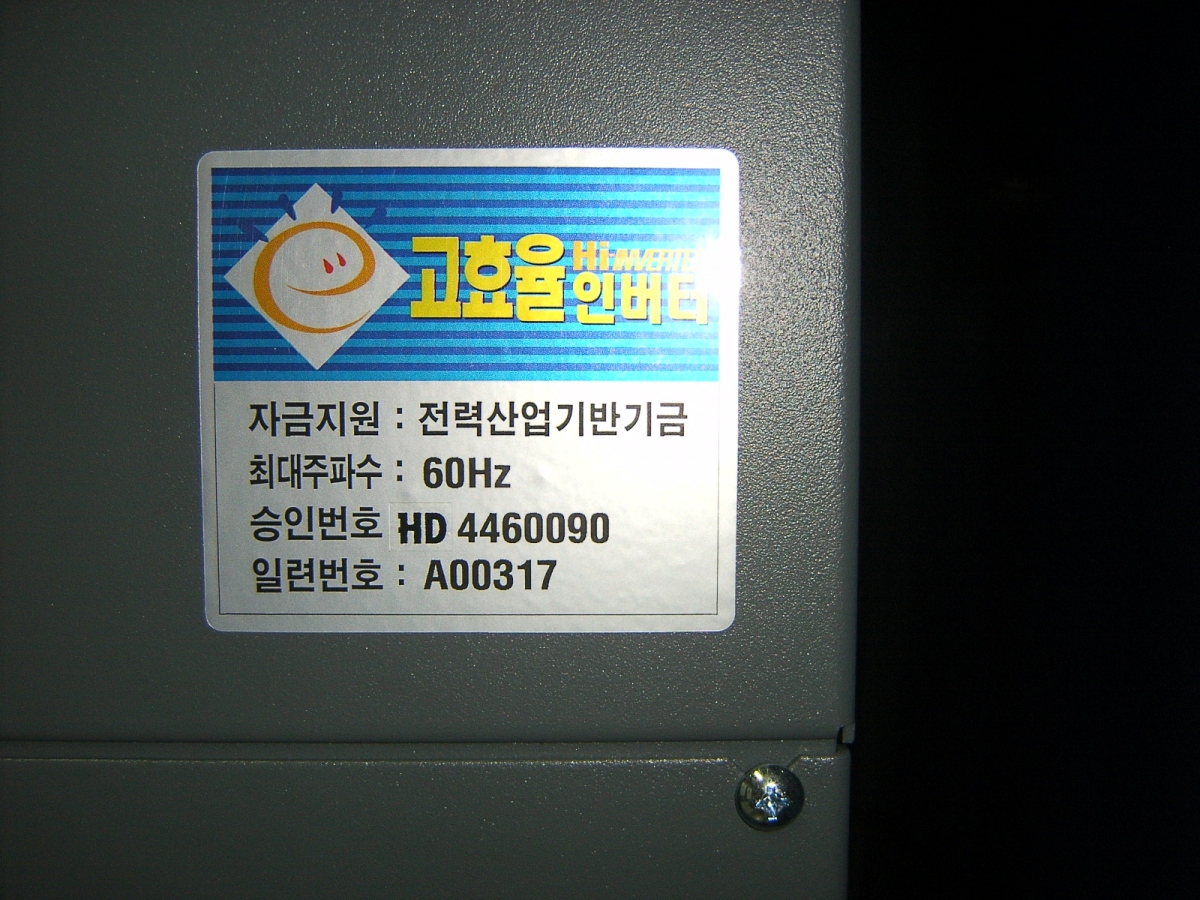 고효율 Hi INVERTER
인버터
자금지원 : 전력산업기반기금
최대주파수 : 60Hz
승인번호 HD 4460090
일련번호 : A00317